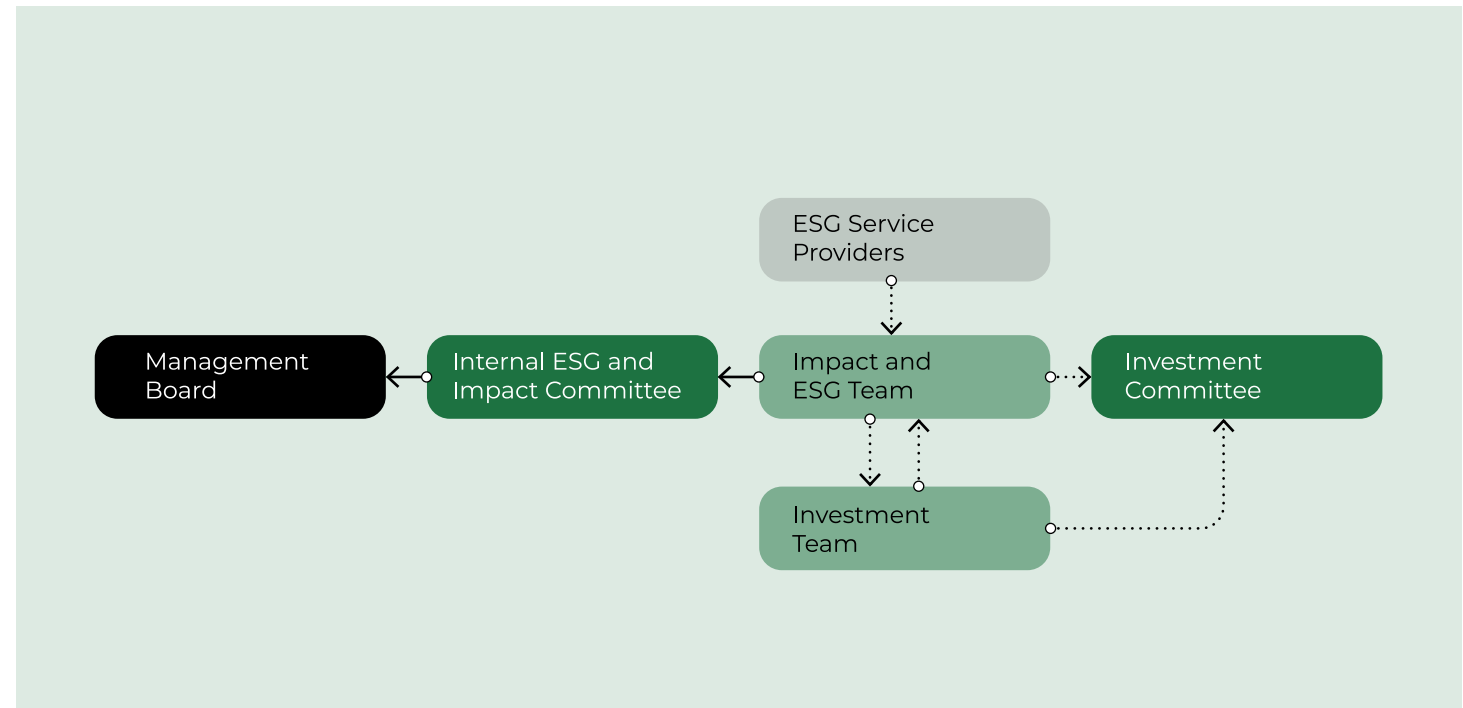 ESG Service
Providers
Management
Board
Internal ESG and
Impact Committee
Impact and
ESG Team
Investment
Committee
Investment
Team